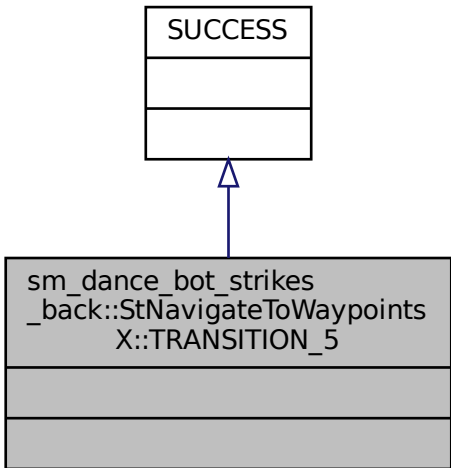 SUCCESS
sm_dance_bot_strikes
_back::StNavigateToWaypoints
X::TRANSITION_5